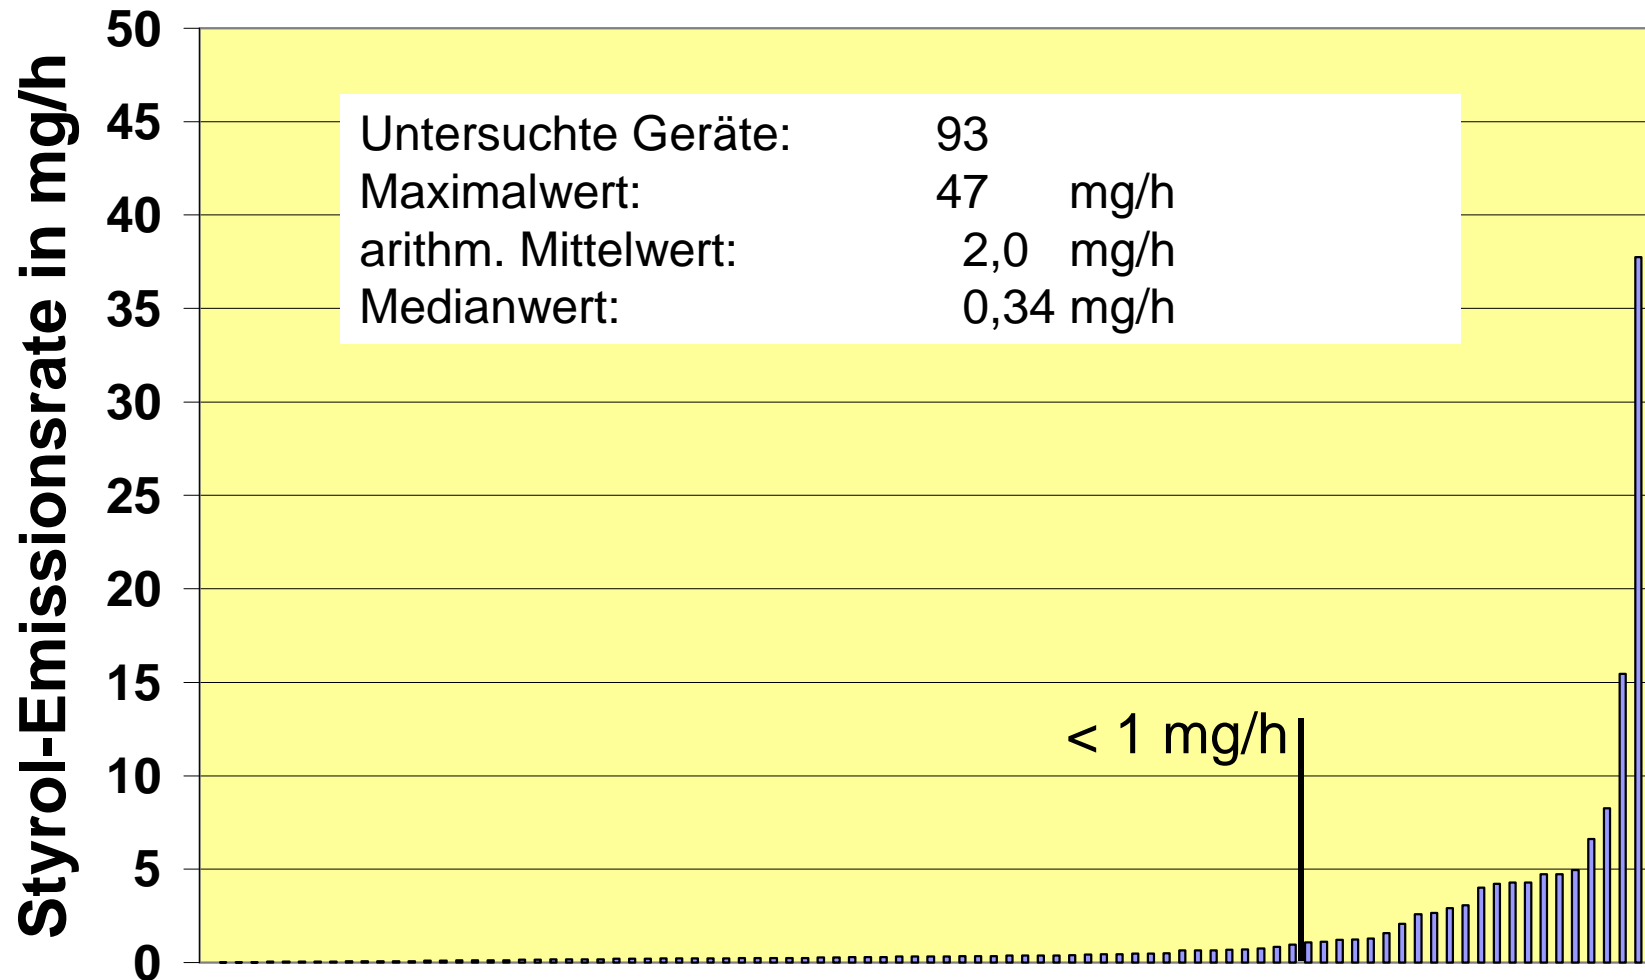 Styrol-Emissionsrate in mg/h
50
45
40
35
30
25
20
15
10
5
0
Untersuchte Geräte: 93
Maximalwert: 47 mg/h
arithm. Mittelwert: 2,0 mg/h
Medianwert: 0,34 mg/h
< 1 mg/h